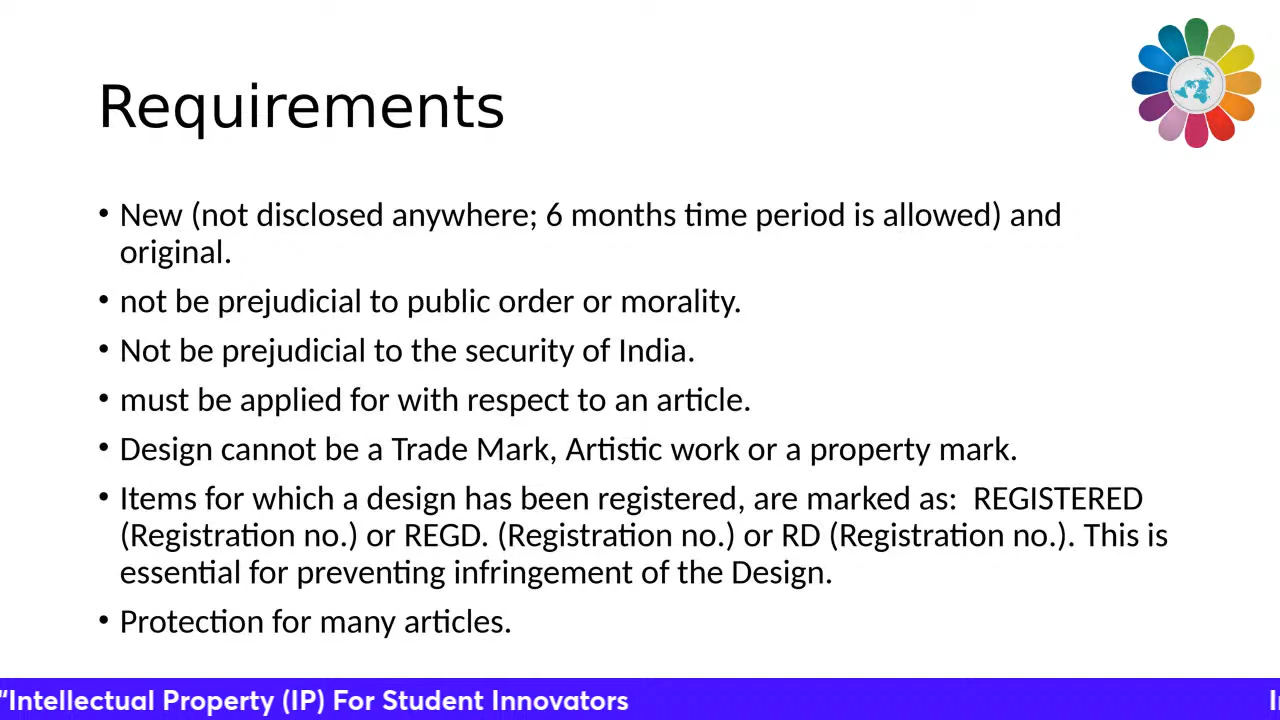 Requirements
• New (not disclosed anywhere; 6 months time period is allowed) and
original.
• not be prejudicial to public order or morality.
• Not be prejudicial to the security of India.
• must be applied for with respect to an article.
• Design cannot be a Trade Mark, Artistic work or a property mark.
• Items for which a design has been registered, are marked as:  REGISTERED
(Registration no.) or REGD. (Registration no.) or RD (Registration no.). This is
essential for preventing infringement of the Design.
• Protection for many articles.
“Intellectual Property (IP) For Student Innovators